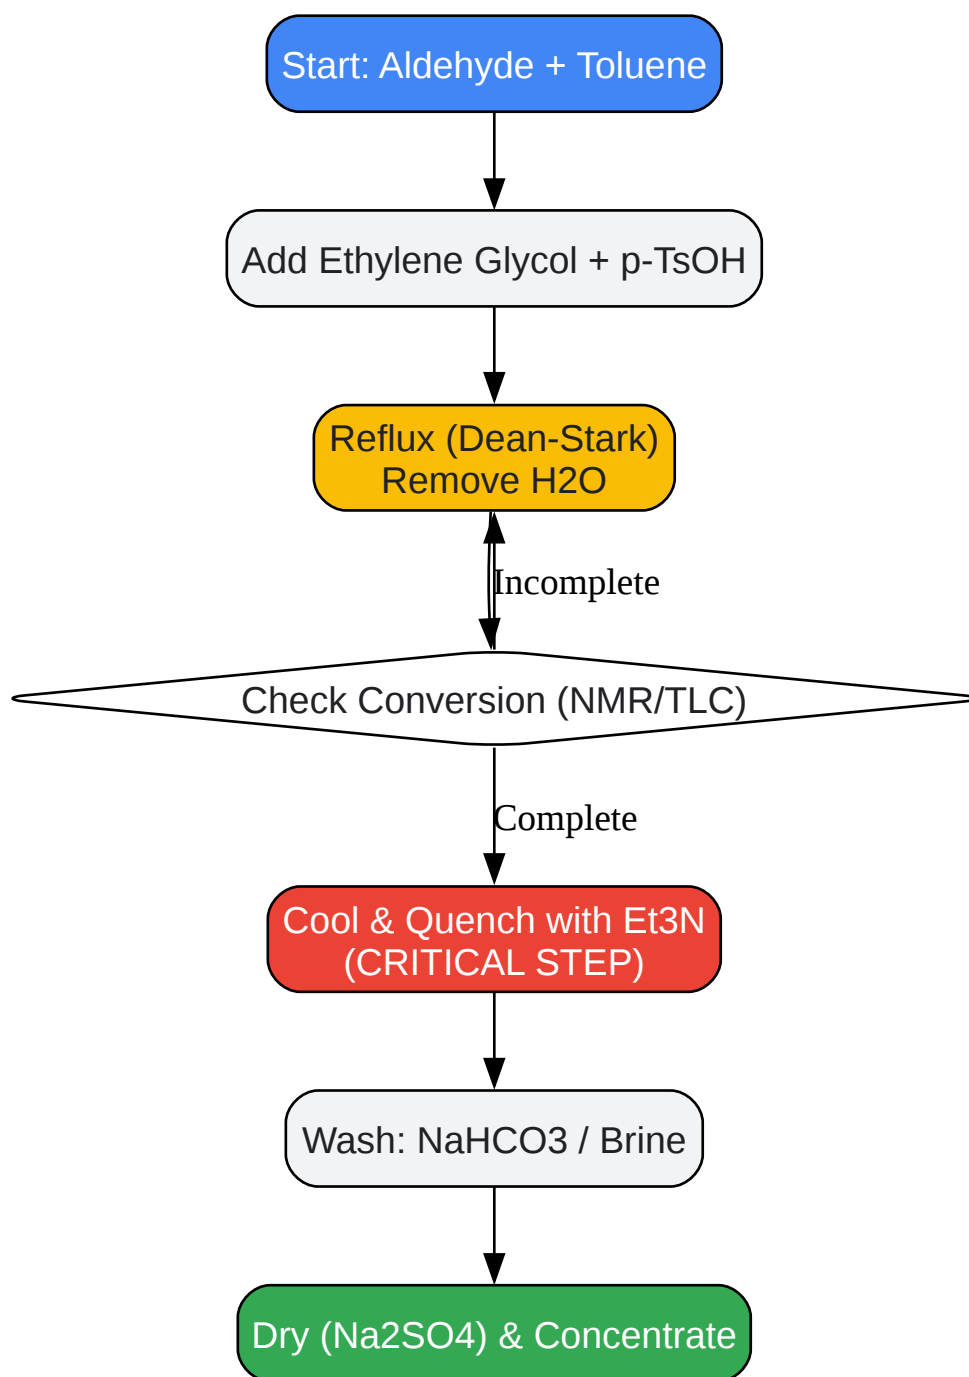 Start: Aldehyde + Toluene
Add Ethylene Glycol + p-TsOH
Reflux (Dean-Stark)
Remove H2O
Incomplete
Check Conversion (NMR/TLC)
Complete
Cool & Quench with Et3N
(CRITICAL STEP)
Wash: NaHCO3 / Brine
Dry (Na2SO4) & Concentrate